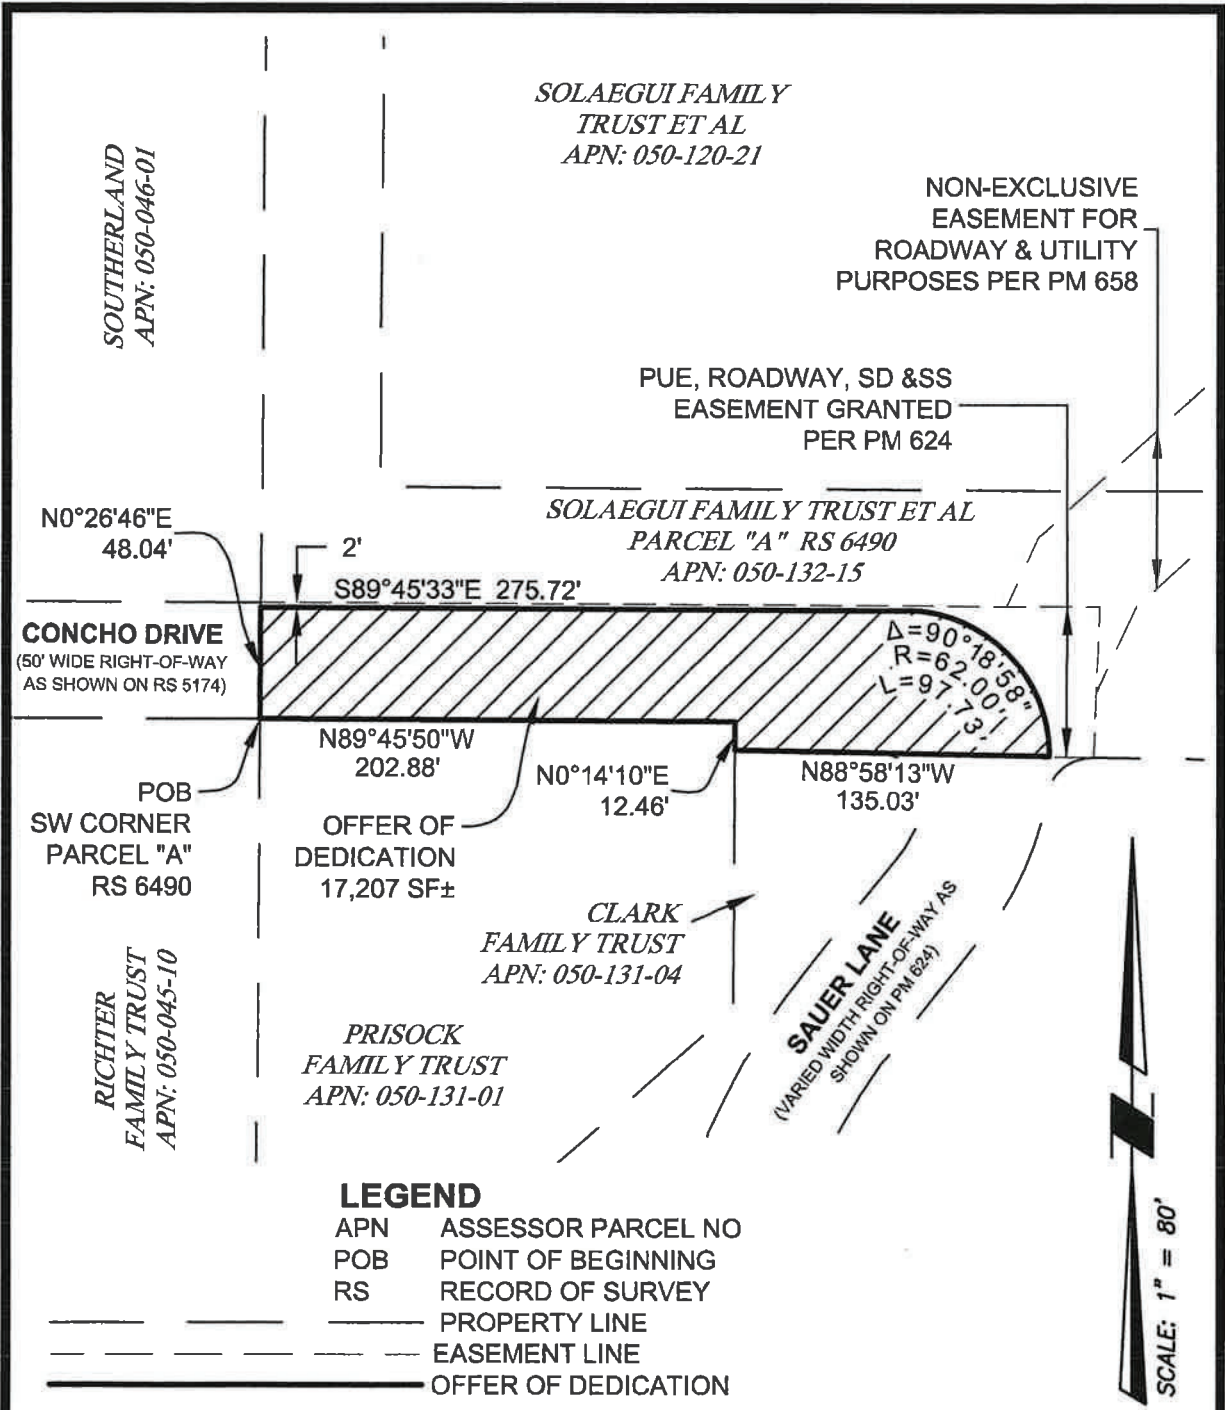 SOLAEGUI FAMILY
TRUST ET AL
APN: 050-120-21
SOUTHERLAND
APN: 050-046-01
NON-EXCLUSIVE
EASEMENT FOR
ROADWAY & UTILITY
PURPOSES PER PM 658
PUE, ROADWAY, SD &SS
EASEMENT GRANTED
PER PM 624
SOLAEGUI FAMILY TRUST ET AL
PARCEL "A" RS 6490
APN: 050-132-15
N0°26'46"E
48.04'
2'
S89°45'33"E 275.72'
CONCHO DRIVE
(50' WIDE RIGHT-OF-WAY
AS SHOWN ON RS 5174)
Δ=90°18'58"
R=62.00'
L=97.73'
N89°45'50"W
202.88'
N0°14'10"E
12.46'
N88°58'13"W
135.03'
POB
SW CORNER
PARCEL "A"
RS 6490
OFFER OF
DEDICATION
17,207 SF±
CLARK
FAMILY TRUST
APN: 050-131-04
SAUER LANE
(VARIED WIDTH RIGHT-OF-WAY AS
SHOWN ON PM 624)
RICHTER
FAMILY TRUST
APN: 050-045-10
PRISOCK
FAMILY TRUST
APN: 050-131-01
LEGEND
APN ASSESSOR PARCEL NO
POB POINT OF BEGINNING
RS RECORD OF SURVEY
PROPERTY LINE
EASEMENT LINE
OFFER OF DEDICATION
N
SCALE: 1" = 80'